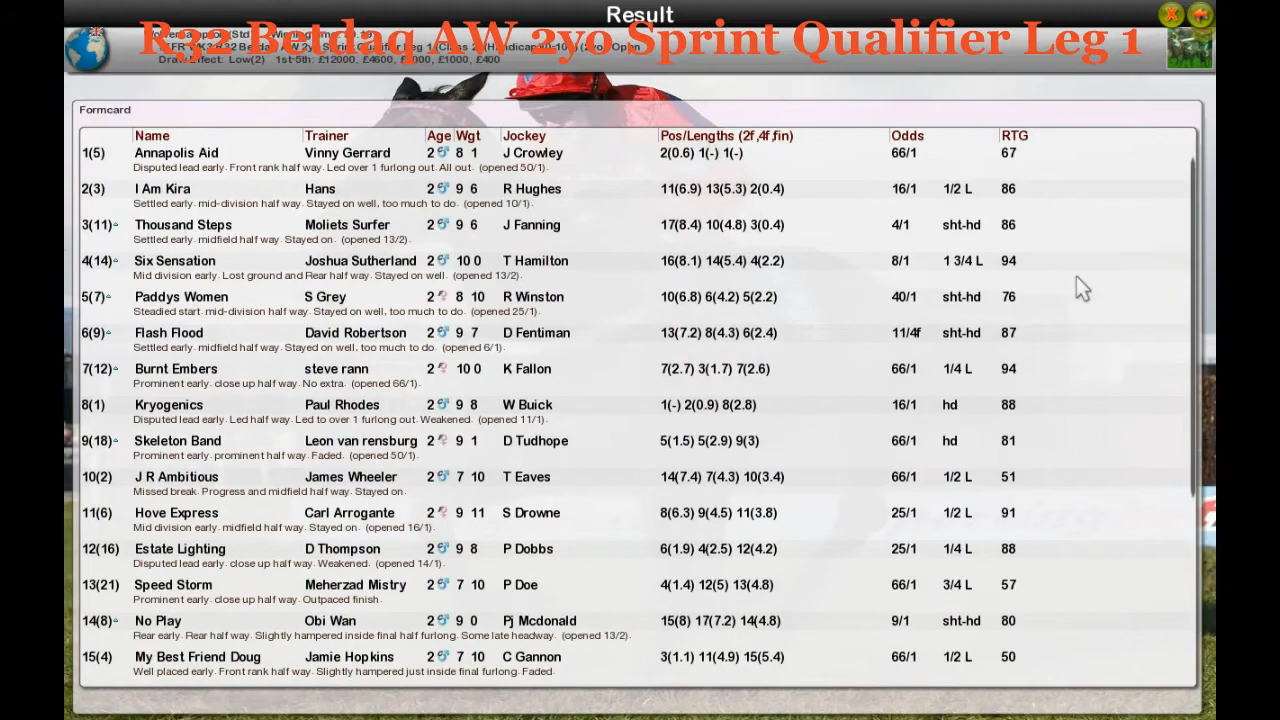 Result
R32 Betdaq AW 2yo Sprint Qualifier Leg 1
Draw Effect: Low(2) 1st-5th: £12000, £4600, £1000, £400
Formcard
Name Trainer Age Wgt Jockey Pos/Lengths (2f,4f,fin) Odds RTG
1(5) Annapolis Aid Vinny Gerrard 2 8 1 J Crowley 2(0.6) 1(-) 1(-) 66/1 67
Disputed lead early. Front rank half way. Led over 1 furlong out. All out. (opened 50/1).
2(3) I Am Kira Hans 2 9 6 R Hughes 11(6.9) 13(5.3) 2(0.4) 16/1 1/2 L 86
Settled early. mid-division half way. Stayed on well, too much to do. (opened 10/1).
3(11) Thousand Steps Moliets Surfer 2 9 6 J Fanning 17(8.4) 10(4.8) 3(0.4) 4/1 sht-hd 86
Settled early. midfield half way. Stayed on. (opened 13/2).
4(14) Six Sensation Joshua Sutherland 2 10 0 T Hamilton 16(8.1) 14(5.4) 4(2.2) 8/1 1 3/4 L 94
Mid division early. Lost ground and Rear half way. Stayed on well. (opened 13/2).
5(7) Paddys Women S Grey 2 8 10 R Winston 10(6.8) 6(4.2) 5(2.2) 40/1 sht-hd 76
Steadied start. mid-division half way. Stayed on well, too much to do. (opened 25/1).
6(9) Flash Flood David Robertson 2 9 7 D Fentiman 13(7.2) 8(4.3) 6(2.4) 11/4f sht-hd 87
Settled early. midfield half way. Stayed on well, too much to do. (opened 6/1).
7(12) Burnt Embers steve rann 2 10 0 K Fallon 7(2.7) 3(1.7) 7(2.6) 66/1 1/4 L 94
Prominent early. close up half way. No extra. (opened 66/1).
8(1) Kryogenics Paul Rhodes 2 9 8 W Buick 1(-) 2(0.9) 8(2.8) 16/1 hd 88
Disputed lead early. Led half way. Led to over 1 furlong out. Weakened. (opened 11/1).
9(18) Skeleton Band Leon van rensburg 2 9 1 D Tudhope 5(1.5) 5(2.9) 9(3) 66/1 hd 81
Prominent early. prominent half way. Faded. (opened 50/1).
10(2) J R Ambitious James Wheeler 2 7 10 T Eaves 14(7.4) 7(4.3) 10(3.4) 66/1 1/2 L 51
Missed break. Progress and midfield half way. Stayed on.
11(6) Hove Express Carl Arrogante 2 9 11 S Drowne 8(6.3) 9(4.5) 11(3.8) 25/1 1/2 L 91
Mid division early. midfield half way. Stayed on. (opened 16/1).
12(16) Estate Lighting D Thompson 2 9 8 P Dobbs 6(1.9) 4(2.5) 12(4.2) 25/1 1/4 L 88
Disputed lead early. close up half way. Weakened. (opened 14/1).
13(21) Speed Storm Meherzad Mistry 2 7 10 P Doe 4(1.4) 12(5) 13(4.8) 66/1 3/4 L 57
Prominent early. close up half way. Outpaced finish.
14(8) No Play Obi Wan 2 9 0 Pj Mcdonald 15(8) 17(7.2) 14(4.8) 9/1 sht-hd 80
Rear early. Rear half way. Slightly hampered inside final half furlong. Some late headway. (opened 13/2).
15(4) My Best Friend Doug Jamie Hopkins 2 7 10 C Gannon 3(1.1) 11(4.9) 15(5.4) 66/1 1/2 L 50
Well placed early. Front rank half way. Slightly hampered just inside final furlong. Faded.